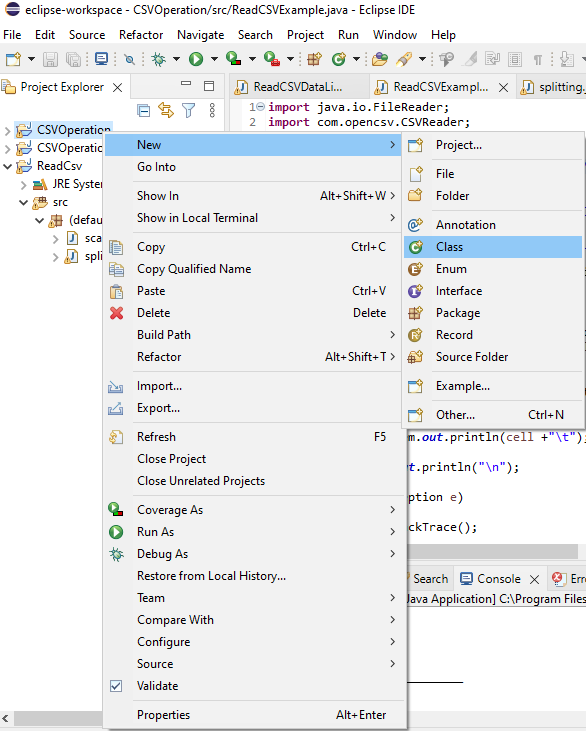 eclipse-workspace - CSVOperation/src/ReadCSVExample.java - Eclipse IDE
File Edit Source Refactor Navigate Search Project Run Window Help
Project Explorer
ReadCSVDataLi...
ReadCSVExampl...
splitting.
1 import java.io.FileReader;
2 import com.opencsv.CSVReader;
CSVOperation
CSVOperatio
ReadCsv
JRE System
src
(defau
sca
spli
New
Go Into
Show In Alt+Shift+W
Show in Local Terminal
Copy Ctrl+C
Copy Qualified Name
Paste Ctrl+V
Delete Delete
Build Path
Refactor Alt+Shift+T
Import...
Export...
Refresh F5
Close Project
Close Unrelated Projects
Coverage As
Run As
Debug As
Restore from Local History...
Team
Compare With
Configure
Source
Validate
Properties Alt+Enter
Project...
File
Folder
Annotation
Class
Enum
Interface
Package
Record
Source Folder
Example...
Other... Ctrl+N
m.out.println(cell +"\t");
t.println("\n");
ption e)
ckTrace();
Search
Console
Erro
Java Application] C:\Program Files